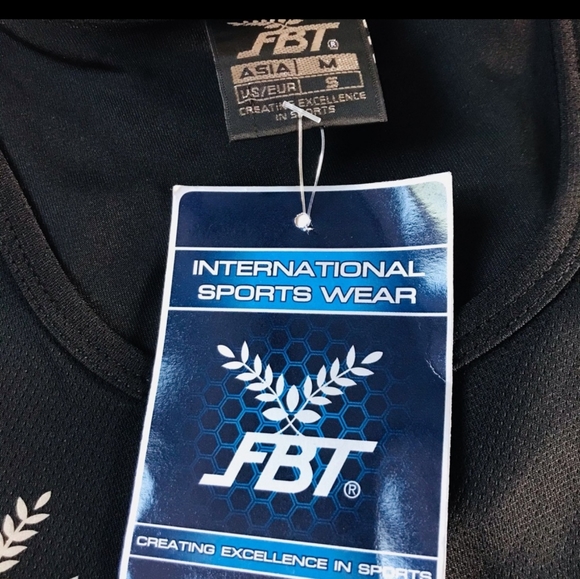 FBT®
ASIA M
US/EUR S
CREATING EXCELLENCE
IN SPORTS
INTERNATIONAL
SPORTS WEAR
FBT®
CREATING EXCELLENCE IN SPORTS